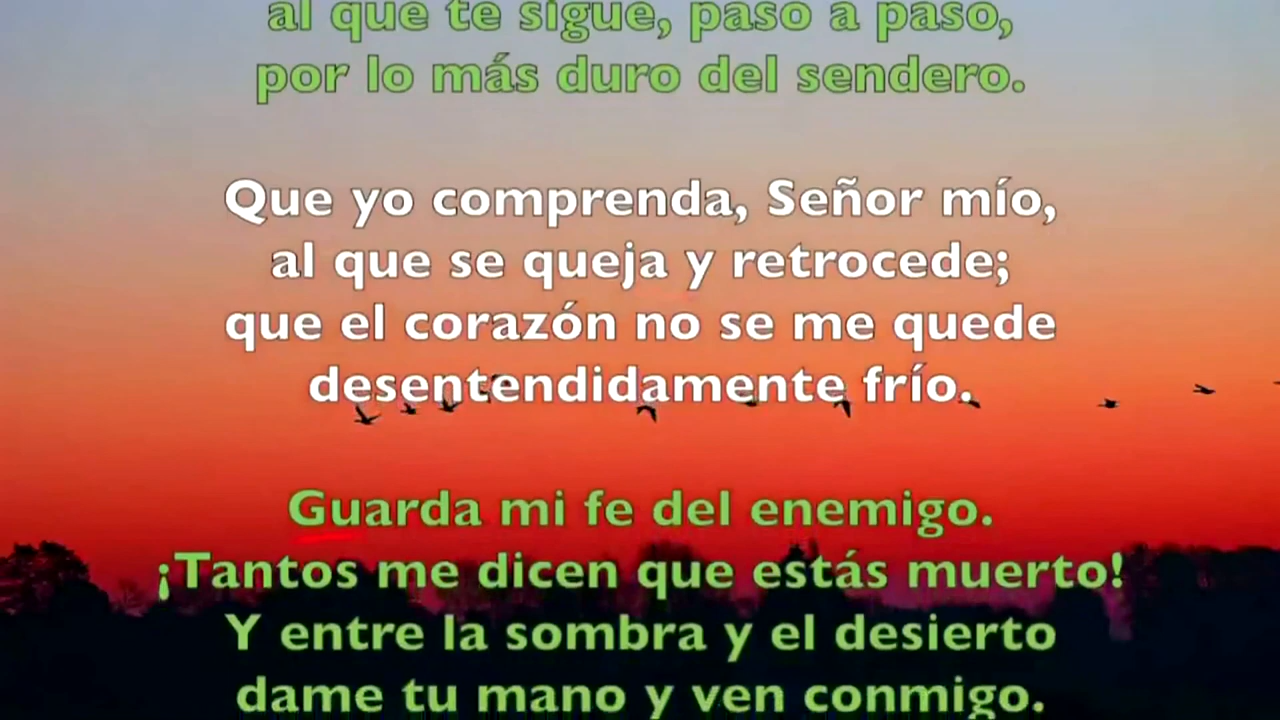 al que te sigue, paso a paso,
por lo más duro del sendero.
Que yo comprenda, Señor mío,
al que se queja y retrocede;
que el corazón no se me quede
desentendidamente frío.
Guarda mi fe del enemigo.
¡Tantos me dicen que estás muerto!
Y entre la sombra y el desierto
dame tu mano y ven conmigo.